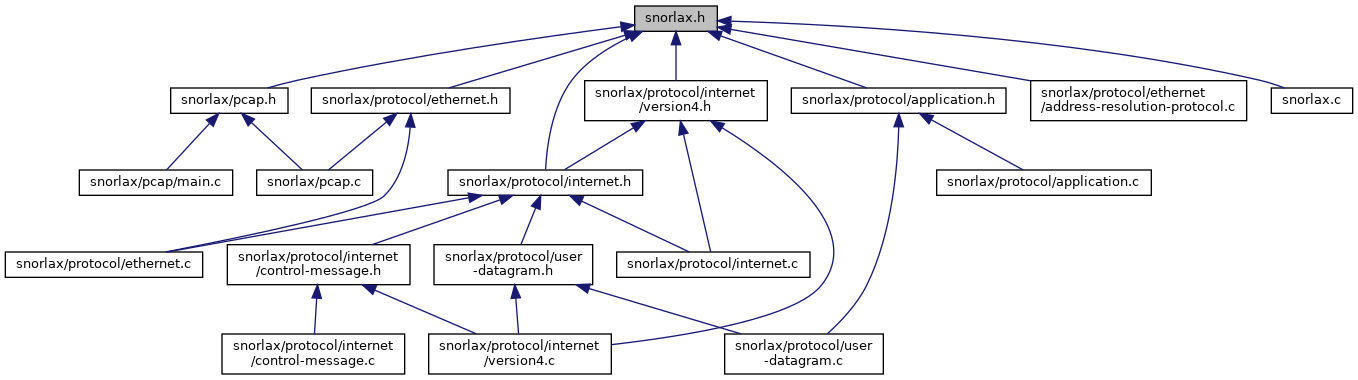 snorlax.h
snorlax/pcap.h
snorlax/protocol/ethernet.h
snorlax/protocol/internet
/version4.h
snorlax/protocol/application.h
snorlax/protocol/ethernet
/address-resolution-protocol.c
snorlax.c
snorlax/pcap/main.c
snorlax/pcap.c
snorlax/protocol/internet.h
snorlax/protocol/application.c
snorlax/protocol/ethernet.c
snorlax/protocol/internet
/control-message.h
snorlax/protocol/user
-datagram.h
snorlax/protocol/internet.c
snorlax/protocol/internet
/control-message.c
snorlax/protocol/internet
/version4.c
snorlax/protocol/user
-datagram.c